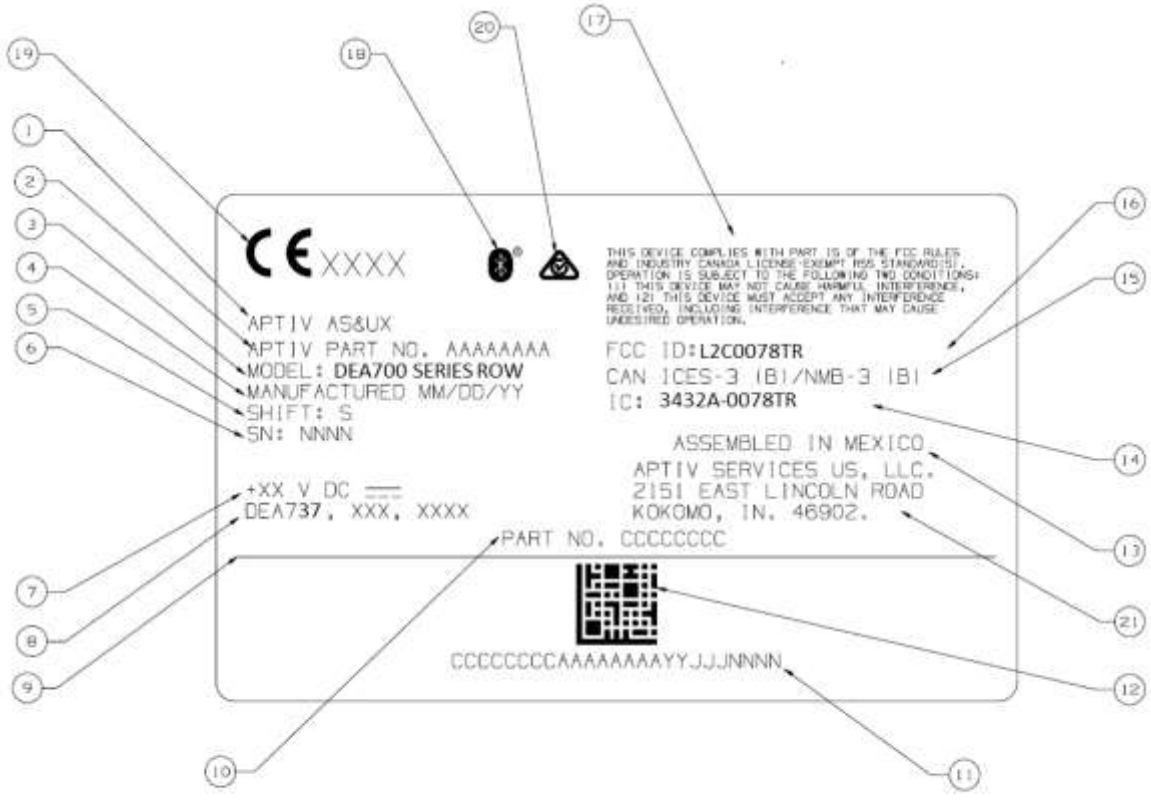 19
18
20
17
1
2
3
4
5
6
7
8
9
10
11
12
21
13
14
15
16
CE XXXX
®
THIS DEVICE COMPLIES WITH PART 15 OF THE FCC RULES
AND INDUSTRY CANADA LICENSE-EXEMPT RSS STANDARD(S).
OPERATION IS SUBJECT TO THE FOLLOWING TWO CONDITIONS:
(1) THIS DEVICE MAY NOT CAUSE HARMFUL INTERFERENCE,
AND (2) THIS DEVICE MUST ACCEPT ANY INTERFERENCE
RECEIVED, INCLUDING INTERFERENCE THAT MAY CAUSE
UNDESIRED OPERATION.
APTIV AS&UX
APTIV PART NO. AAAAAAAA
MODEL: DEA700 SERIES ROW
MANUFACTURED MM/DD/YY
SHIFT: S
SN: NNNN
FCC ID: L2C0078TR
CAN ICES-3 (B)/NMB-3 (B)
IC: 3432A-0078TR
ASSEMBLED IN MEXICO
APTIV SERVICES US, LLC.
2151 EAST LINCOLN ROAD
KOKOMO, IN. 46902.
+XX V DC
DEA737, XXX, XXXX
PART NO. CCCCCCCC
CCCCCCCCAAAAAAAAYYJJJNNNN